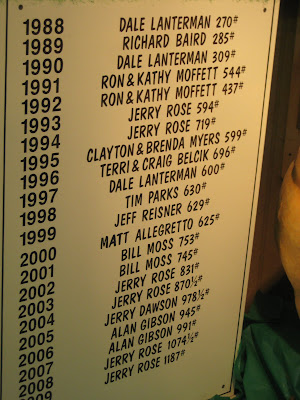 1988 DALE LANTERMAN 270#
1989 RICHARD BAIRD 285#
1990 DALE LANTERMAN 309#
1991 RON & KATHY MOFFETT 544#
1992 RON & KATHY MOFFETT 437#
1993 JERRY ROSE 594#
1994 JERRY ROSE 719#
1995 CLAYTON & BRENDA MYERS 599#
1996 TERRI & CRAIG BELCIK 696#
1997 DALE LANTERMAN 600#
1998 TIM PARKS 630#
1999 JEFF REISNER 629#
2000 MATT ALLEGRETTO 625#
2001 BILL MOSS 753#
2002 BILL MOSS 745#
2003 JERRY ROSE 831#
2004 JERRY ROSE 870½#
2005 JERRY DAWSON 978½#
2006 ALAN GIBSON 945#
2007 ALAN GIBSON 991#
2008 JERRY ROSE 1074½#
2009 JERRY ROSE 1187#